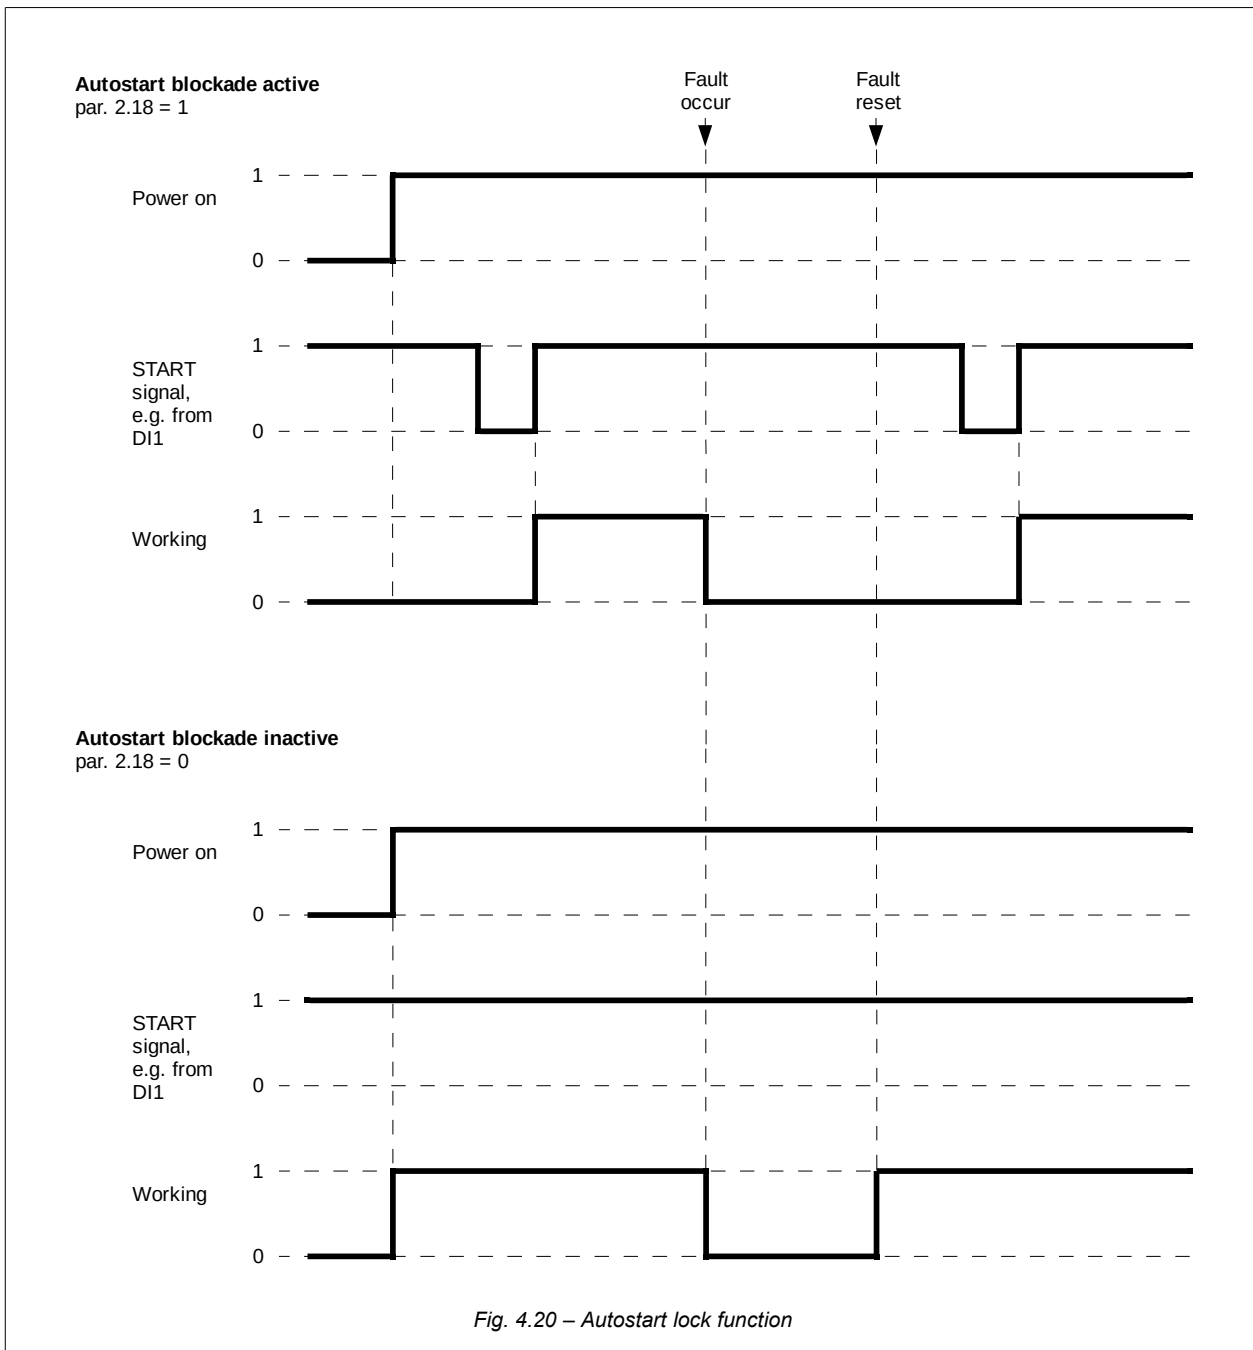 Autostart blockade active
par. 2.18 = 1
Fault
occur
Fault
reset
1
Power on
0
1
START
signal,
e.g. from
DI1
0
1
Working
0
Autostart blockade inactive
par. 2.18 = 0
1
Power on
0
1
START
signal,
e.g. from
DI1
0
1
Working
0
Fig. 4.20 – Autostart lock function